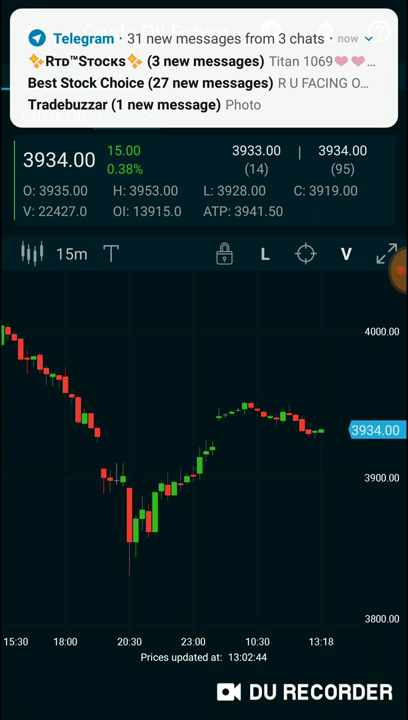 Telegram · 31 new messages from 3 chats · now
✨RTD™STOCKS✨ (3 new messages) Titan 1069❤❤...
Best Stock Choice (27 new messages) R U FACING O...
Tradebuzzar (1 new message) Photo
3934.00 15.00 3933.00 | 3934.00
0.38% (14) (95)
O: 3935.00 H: 3953.00 L: 3928.00 C: 3919.00
V: 22427.0 OI: 13915.0 ATP: 3941.50
15m T L V
4000.00
3934.00
3900.00
3800.00
15:30 18:00 20:30 23:00 10:30 13:18
Prices updated at: 13:02:44
DU RECORDER